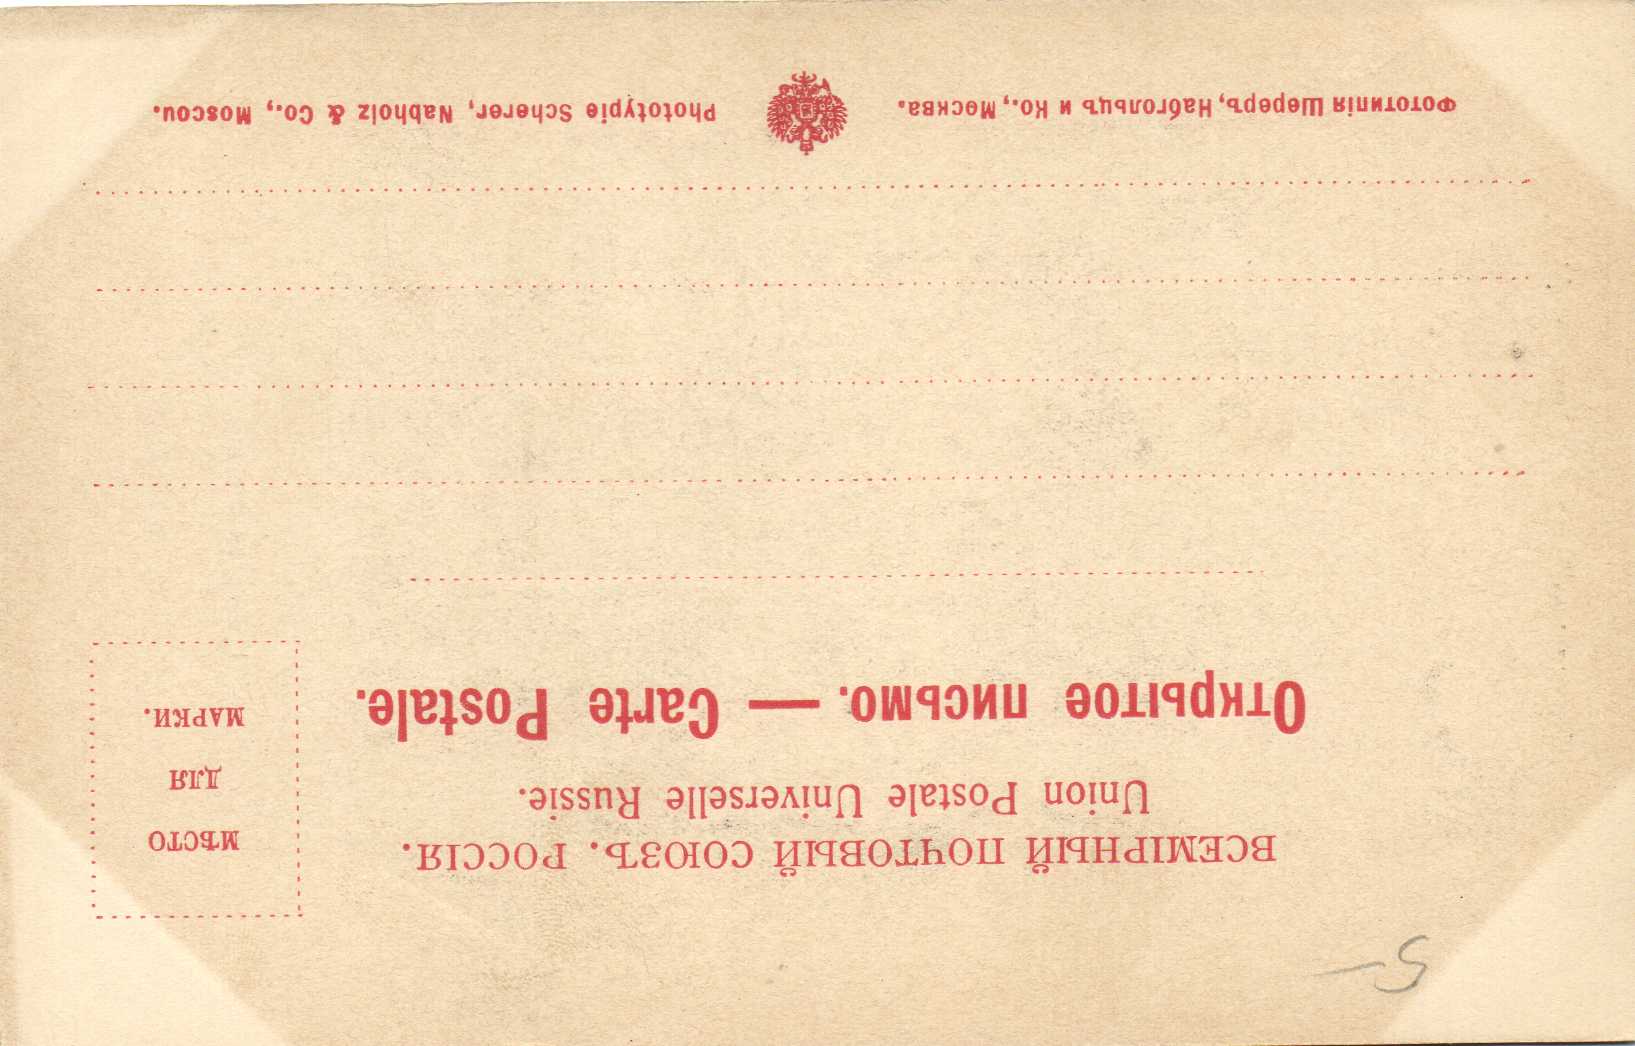 ВСЕМІРНЫЙ ПОЧТОВЫЙ СОЮЗЪ. РОССІЯ.
Union Postale Universelle Russie.
Открытое письмо. — Carte Postale.
МѢСТО
ДЛЯ
МАРКИ.
Фототипія Шереръ, Набгольцъ и Ко., Москва.
Phototypie Scherer, Nabholz & Co., Moscou.